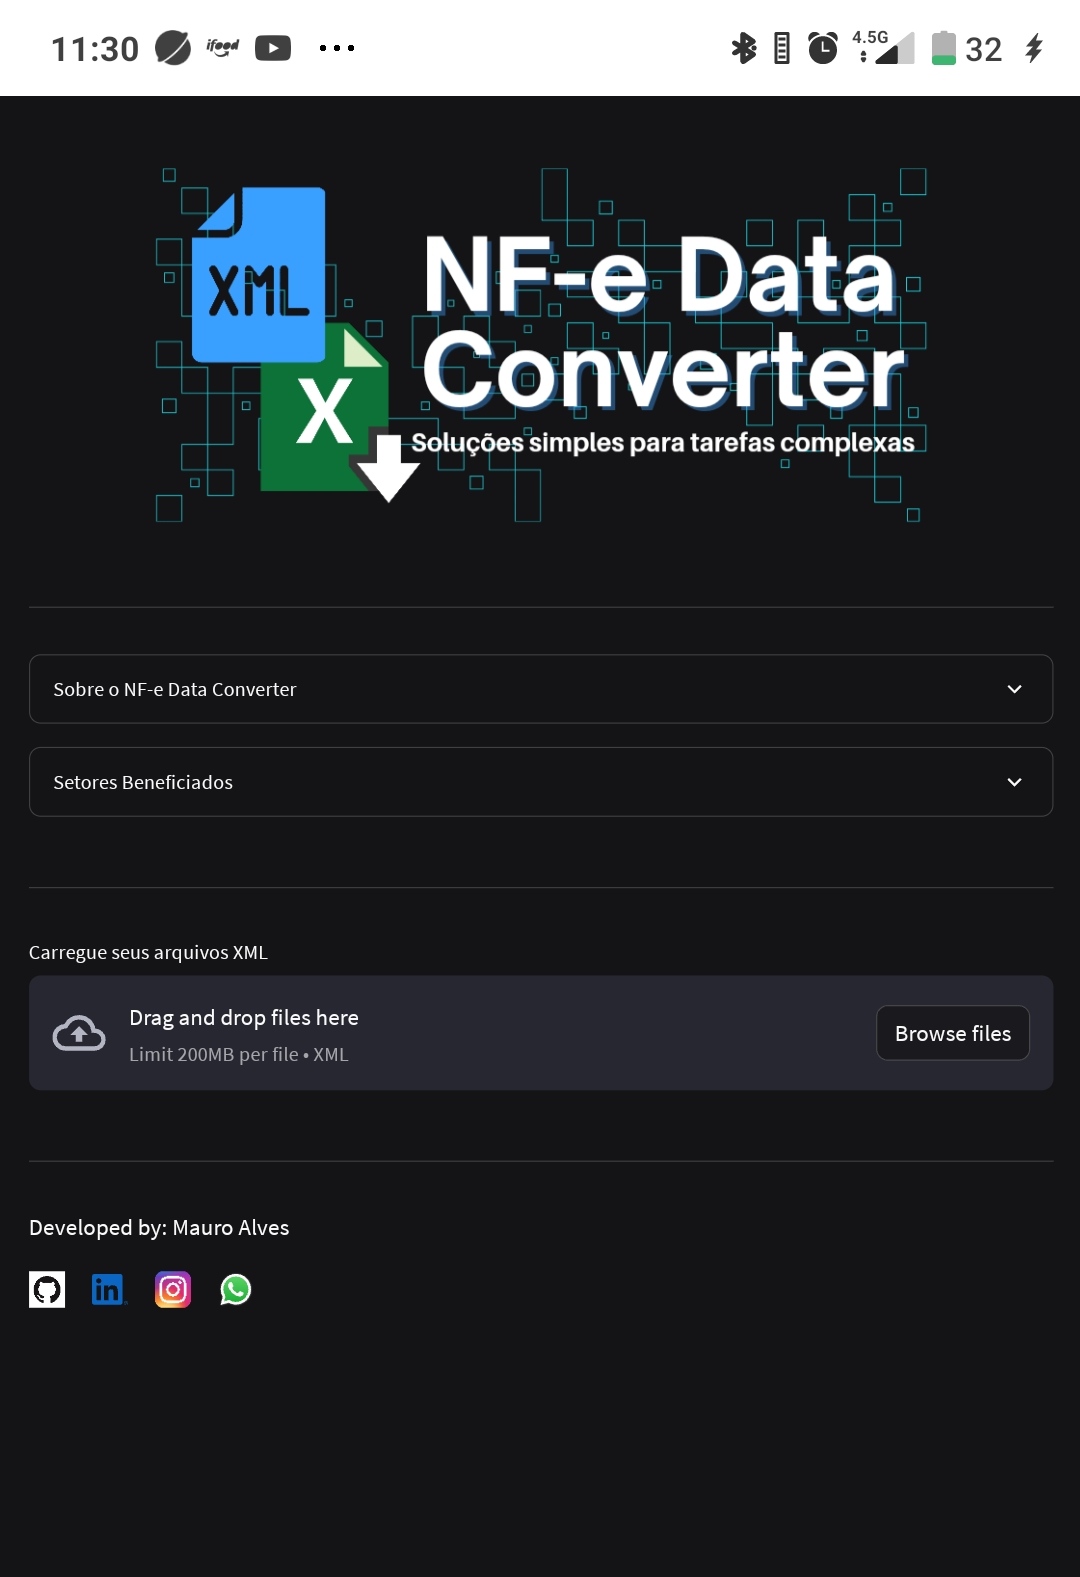 11:30 ifood 4.5G 32
XML
X
NF-e Data
Converter
Soluções simples para tarefas complexas
Sobre o NF-e Data Converter
Setores Beneficiados
Carregue seus arquivos XML
Drag and drop files here
Limit 200MB per file • XML
Browse files
Developed by: Mauro Alves
in